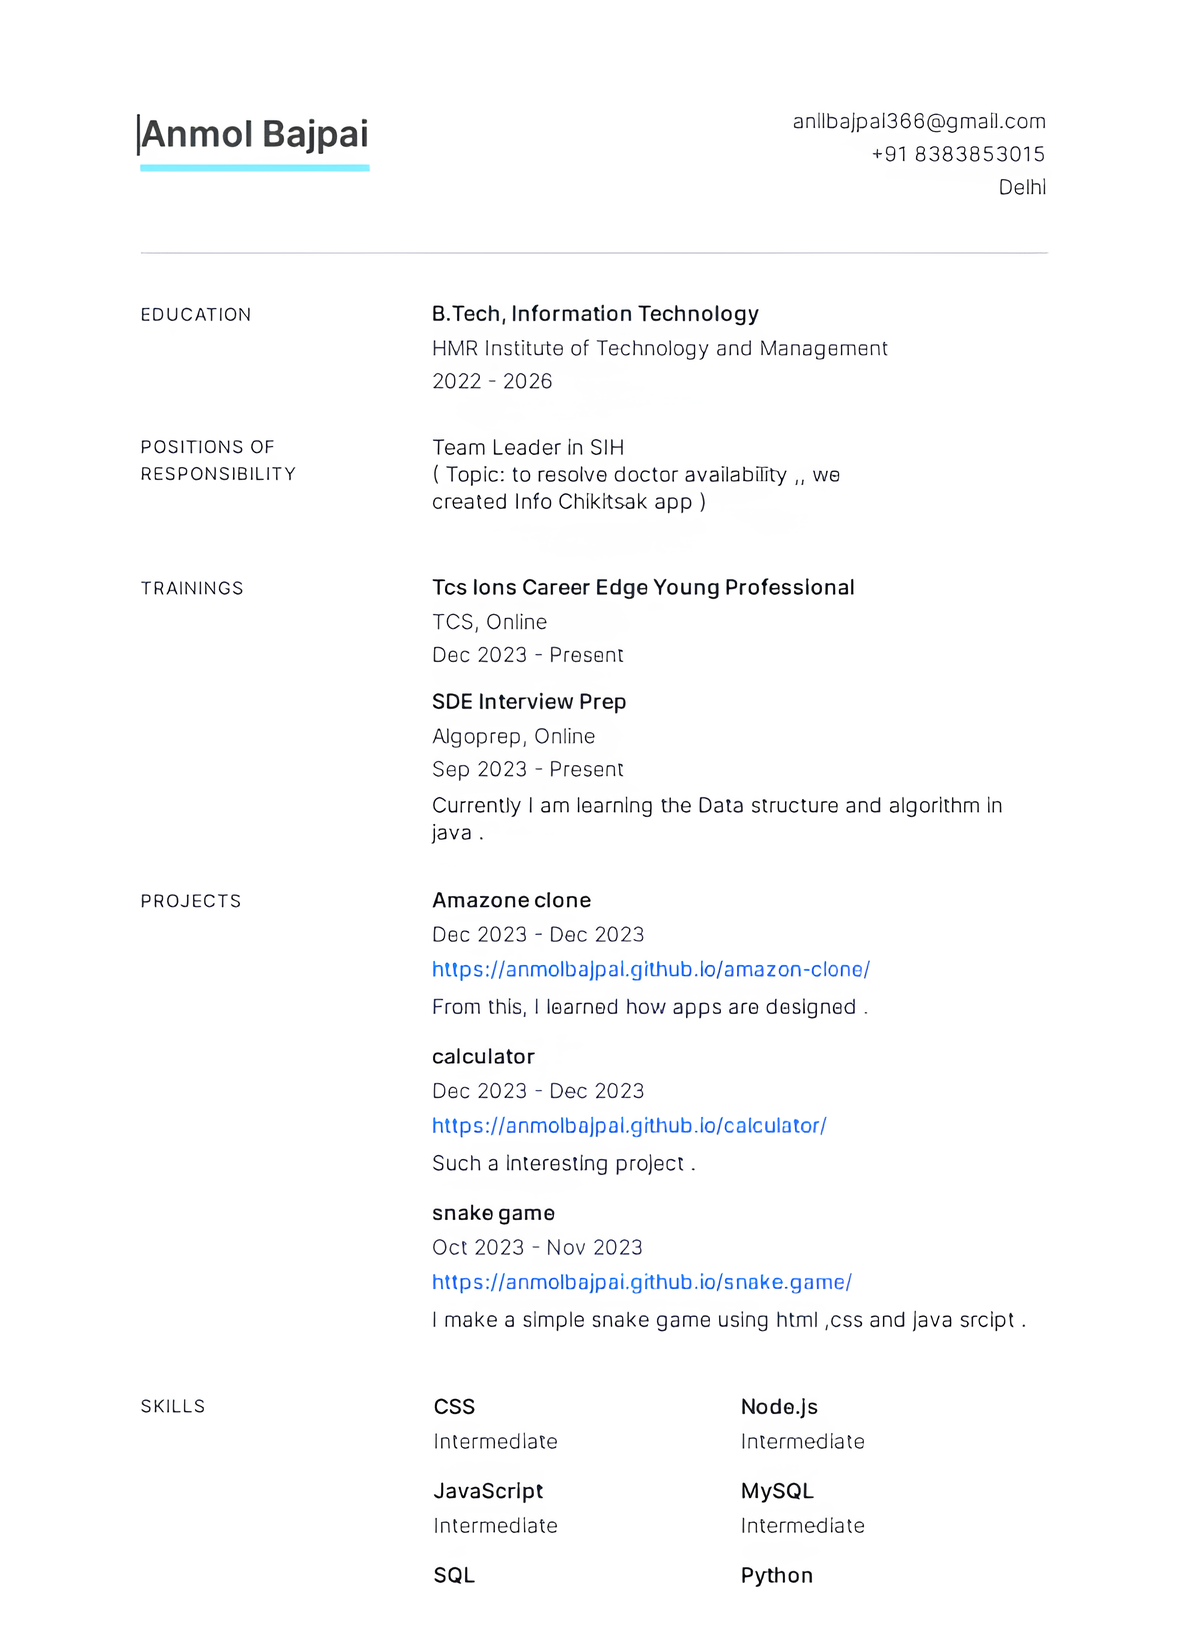 Anmol Bajpai
anilbajpai366@gmail.com
+91 8383853015
Delhi
EDUCATION
B.Tech, Information Technology
HMR Institute of Technology and Management
2022 - 2026
POSITIONS OF
RESPONSIBILITY
Team Leader in SIH
( Topic: to resolve doctor availability ,, we
created Info Chikitsak app )
TRAININGS
Tcs Ions Career Edge Young Professional
TCS, Online
Dec 2023 - Present
SDE Interview Prep
Algoprep, Online
Sep 2023 - Present
Currently I am learning the Data structure and algorithm in
java .
PROJECTS
Amazone clone
Dec 2023 - Dec 2023
https://anmolbajpai.github.io/amazon-clone/
From this, I learned how apps are designed .
calculator
Dec 2023 - Dec 2023
https://anmolbajpai.github.io/calculator/
Such a interesting project .
snake game
Oct 2023 - Nov 2023
https://anmolbajpai.github.io/snake.game/
I make a simple snake game using html ,css and java srcipt .
SKILLS
CSS
Intermediate
Node.js
Intermediate
JavaScript
Intermediate
MySQL
Intermediate
SQL
Python